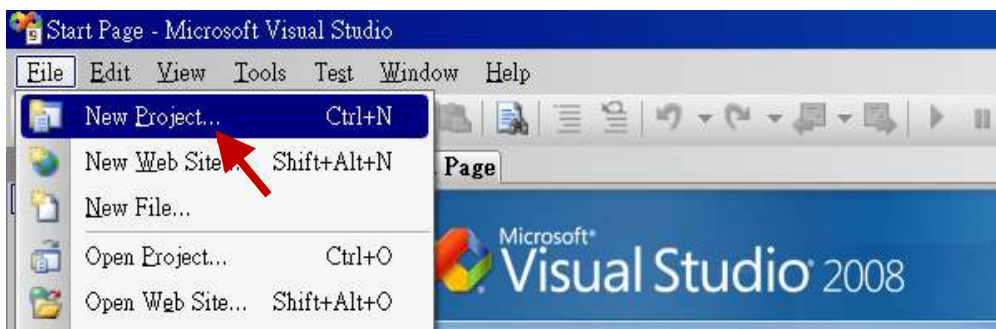 Start Page - Microsoft Visual Studio
File Edit View Tools Test Window Help
New Project... Ctrl+N
New Web Site... Shift+Alt+N
Page
New File...
Open Project... Ctrl+O
Open Web Site... Shift+Alt+O
Microsoft
Visual Studio 2008